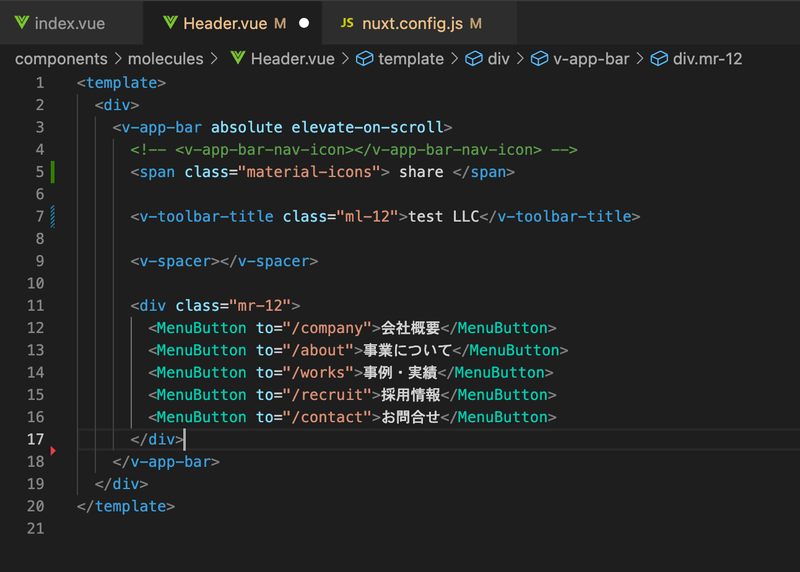 index.vue Header.vue M ● JS nuxt.config.js M
components > molecules > Header.vue > template > div > v-app-bar > div.mr-12
1 <template>
2 <div>
3 <v-app-bar absolute elevate-on-scroll>
4 <!-- <v-app-bar-nav-icon></v-app-bar-nav-icon> -->
5 <span class="material-icons"> share </span>
6
7 <v-toolbar-title class="ml-12">test LLC</v-toolbar-title>
8
9 <v-spacer></v-spacer>
10
11 <div class="mr-12">
12 <MenuButton to="/company">会社概要</MenuButton>
13 <MenuButton to="/about">事業について</MenuButton>
14 <MenuButton to="/works">事例・実績</MenuButton>
15 <MenuButton to="/recruit">採用情報</MenuButton>
16 <MenuButton to="/contact">お問合せ</MenuButton>
17 </div>
18 </v-app-bar>
19 </div>
20 </template>
21